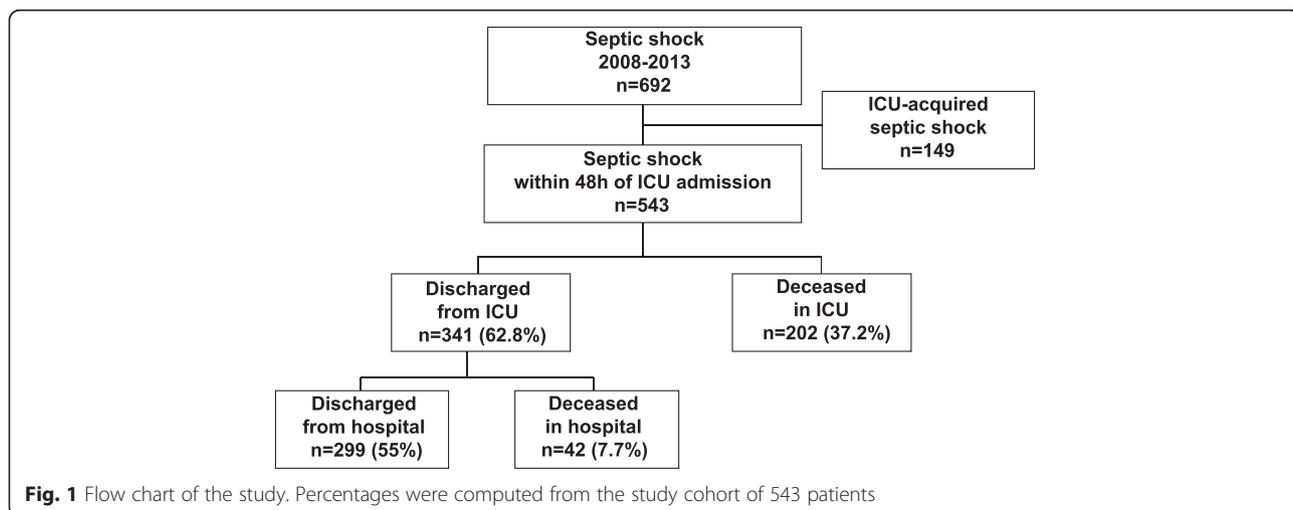 Septic shock
2008-2013
n=692
ICU-acquired
septic shock
n=149
Septic shock
within 48h of ICU admission
n=543
Discharged
from ICU
n=341 (62.8%)
Deceased
in ICU
n=202 (37.2%)
Discharged
from hospital
n=299 (55%)
Deceased
in hospital
n=42 (7.7%)
Fig. 1 Flow chart of the study. Percentages were computed from the study cohort of 543 patients